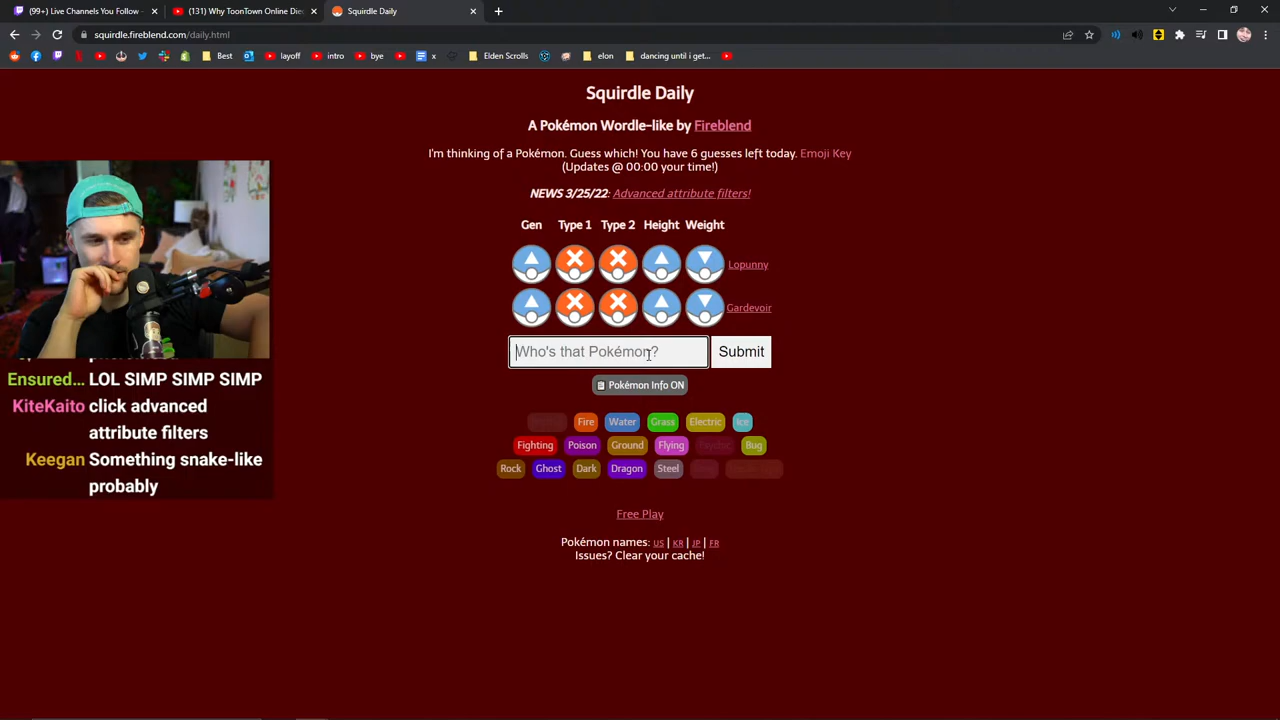 (99+) Channels You Follow -
(131) Why ToonTown Online Die
Squirdle Daily
squirdle.fireblend.com/daily.html
Best
layoff
intro
bye
x
Elden Scrolls
elon
dancing until i get...
Squirdle Daily
A Pokémon Wordle-like by Fireblend
I'm thinking of a Pokémon. Guess which! You have 6 guesses left today. Emoji Key
(Updates @ 00:00 your time!)
NEWS 3/25/22: Advanced attribute filters!
Gen Type 1 Type 2 Height Weight
Lopunny
Gardevoir
Who's that Pokémon? Submit
Pokémon Info ON
Fire Water Grass Electric Ice
Fighting Poison Ground Flying Psychic Bug
Rock Ghost Dark Dragon Steel
Free Play
Pokémon names: US | KR | JP | FR
Issues? Clear your cache!
Ensured... LOL SIMP SIMP SIMP
KiteKaito click advanced
attribute filters
Keegan Something snake-like
probably